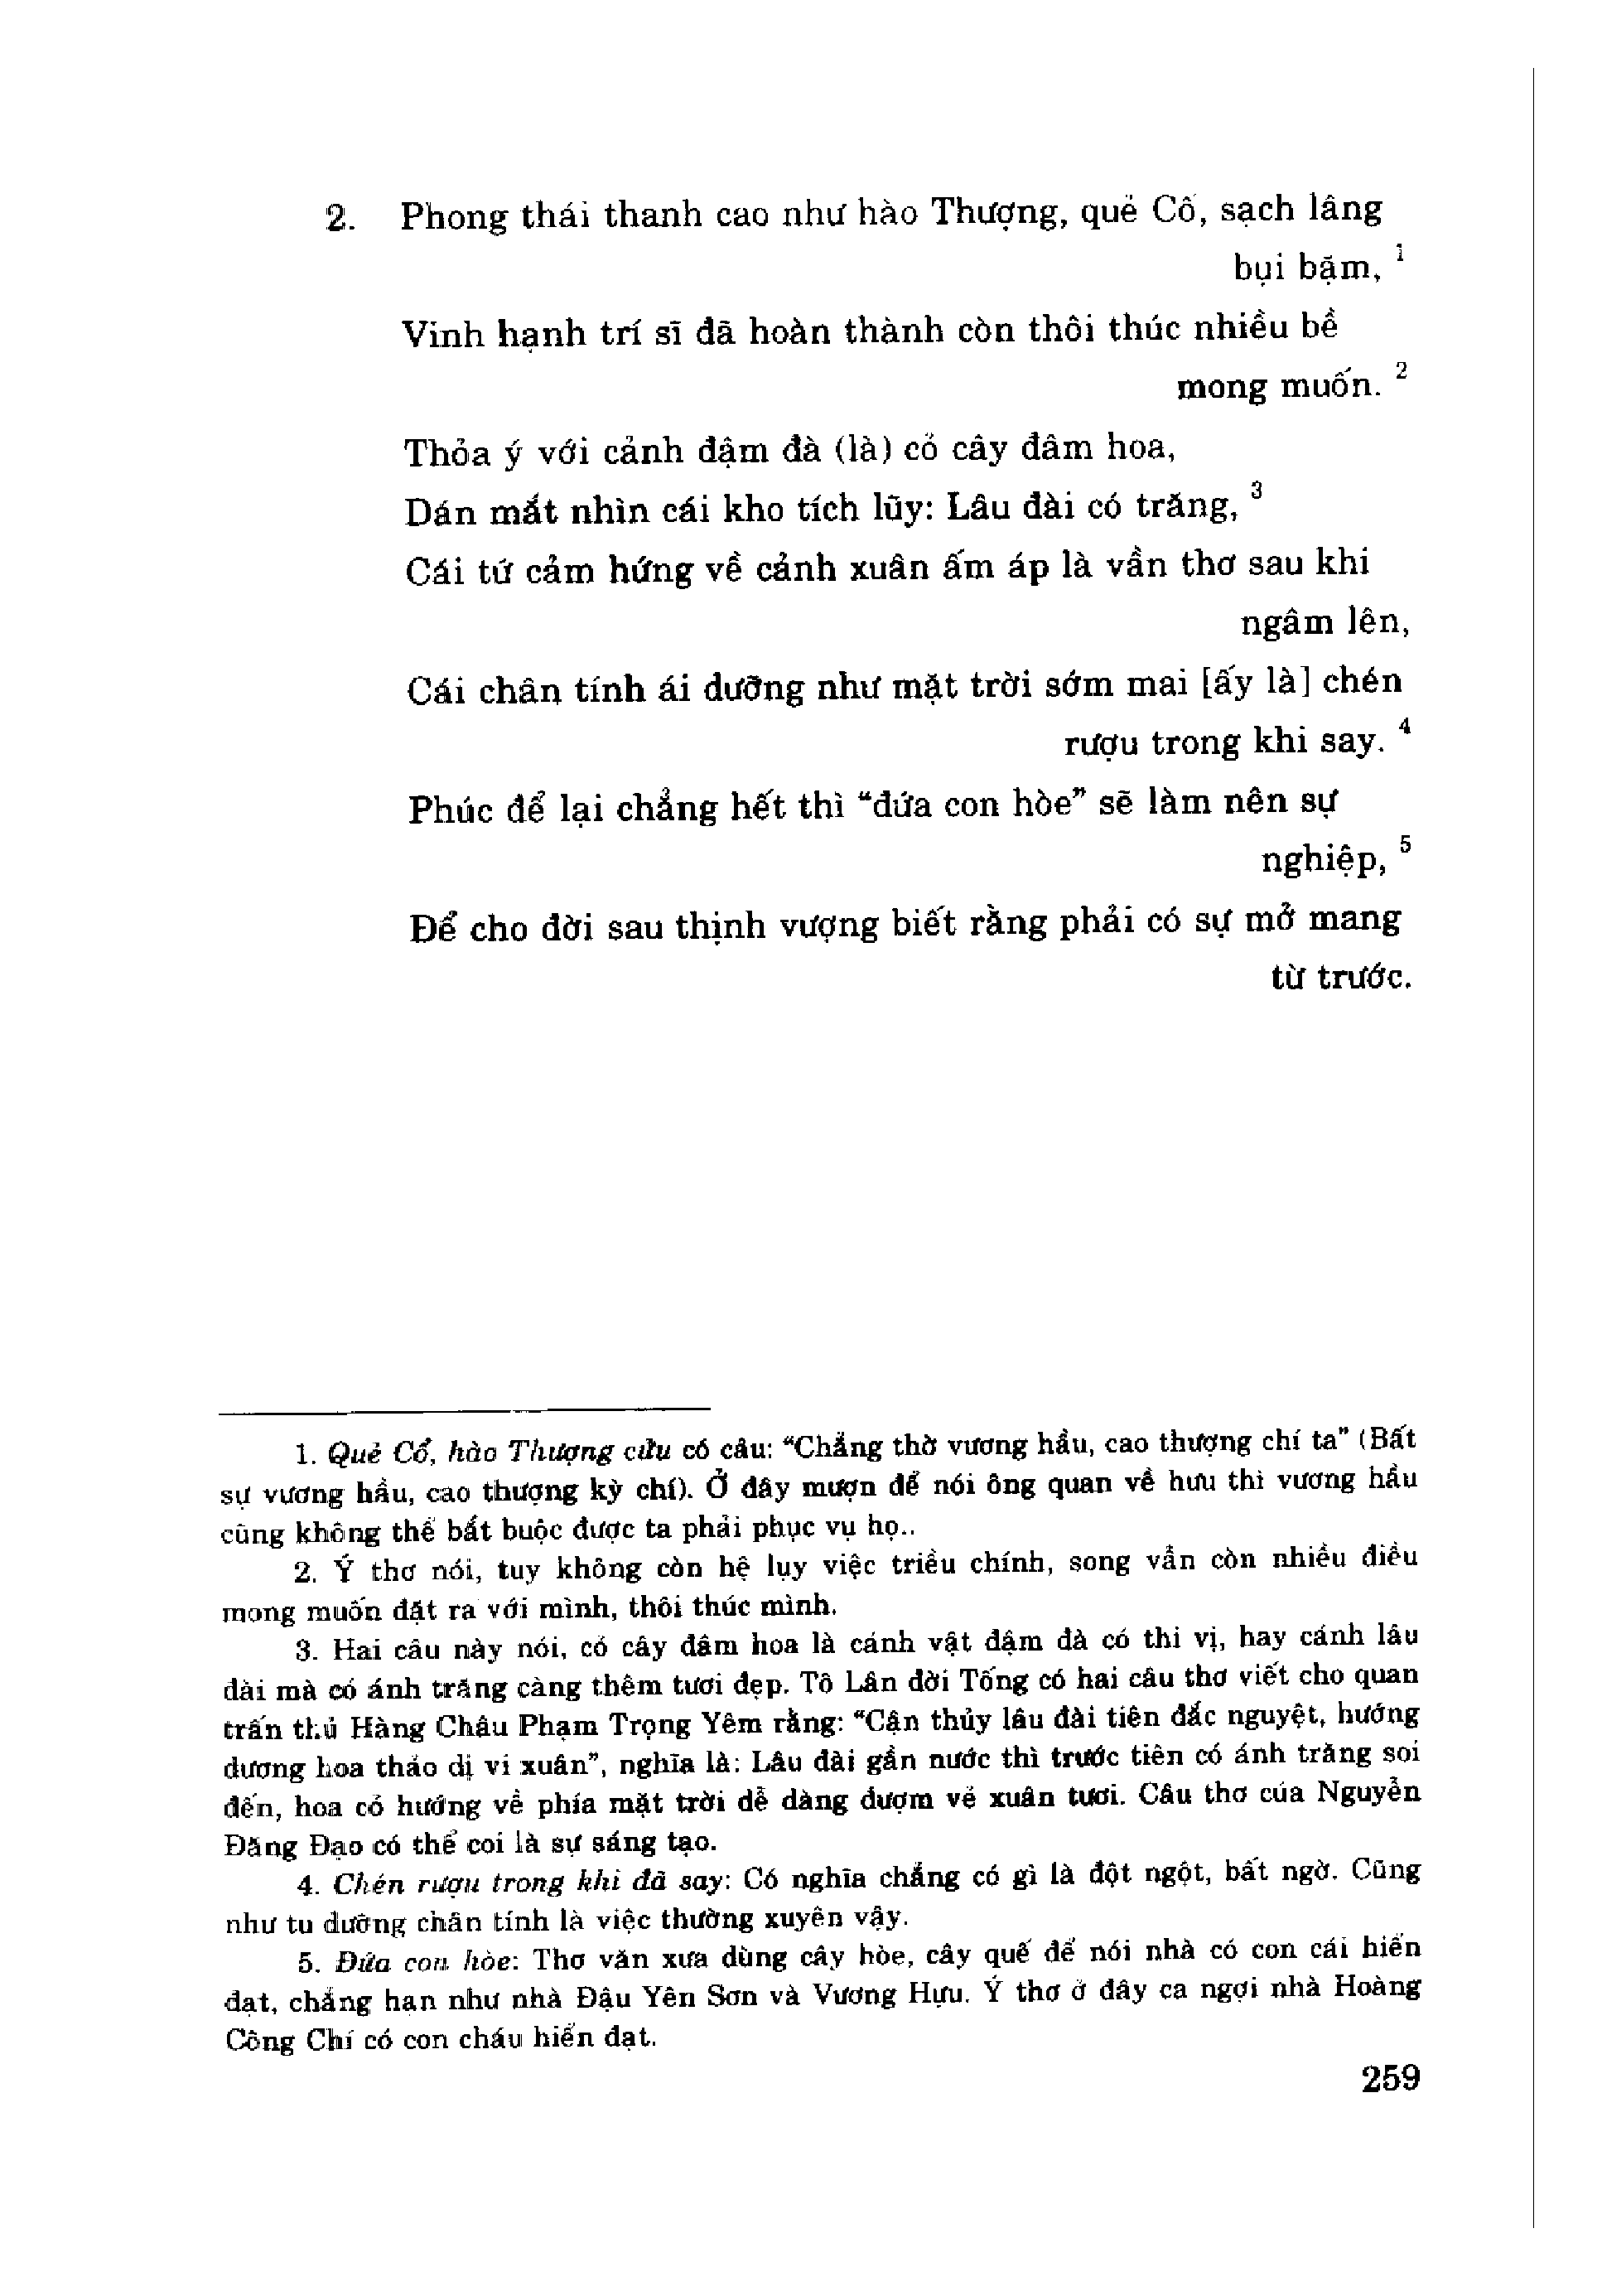 2. Phong thái thanh cao như hào Thượng, quẻ Cổ, sạch lâng
bụi bặm, 1
Vinh hạnh trí sĩ đã hoàn thành còn thôi thúc nhiều bề
mong muốn. 2
Thỏa ý với cảnh đậm đà (là) cỏ cây đâm hoa,
Dán mắt nhìn cái kho tích lũy: Lâu đài có trăng, 3
Cái tứ cảm hứng về cảnh xuân ấm áp là vần thơ sau khi
ngâm lên,
Cái chân tính ái dưỡng như mặt trời sớm mai [ấy là] chén
rượu trong khi say. 4
Phúc để lại chẳng hết thì “đứa con hòe” sẽ làm nên sự
nghiệp, 5
Để cho đời sau thịnh vượng biết rằng phải có sự mở mang
từ trước.
1. Quẻ Cổ, hào Thượng cửu có câu: “Chẳng thờ vương hầu, cao thượng chí ta” (Bất
sự vương hầu, cao thượng kỳ chí). Ở đây mượn để nói ông quan về hưu thì vương hầu
cũng không thể bắt buộc được ta phải phục vụ họ..
2. Ý thơ nói, tuy không còn hệ lụy việc triều chính, song vẫn còn nhiều điều
mong muốn đặt ra với mình, thôi thúc mình.
3. Hai câu này nói, cỏ cây đâm hoa là cảnh vật đậm đà có thi vị, hay cảnh lâu
đài mà có ánh trăng càng thêm tươi đẹp. Tô Lân đời Tống có hai câu thơ viết cho quan
trấn thủ Hàng Châu Phạm Trọng Yêm rằng: “Cận thủy lâu đài tiên đắc nguyệt, hướng
dương hoa thảo dị vi xuân”, nghĩa là: Lâu đài gần nước thì trước tiên có ánh trăng soi
đến, hoa cỏ hướng về phía mặt trời dễ dàng đượm vẻ xuân tươi. Câu thơ của Nguyễn
Đăng Đạo có thể coi là sự sáng tạo.
4. Chén rượu trong khi đã say: Có nghĩa chẳng có gì là đột ngột, bất ngờ. Cũng
như tu dưỡng chân tính là việc thường xuyên vậy.
5. Đứa con hòe: Thơ văn xưa dùng cây hòe, cây quế để nói nhà có con cái hiển
đạt, chẳng hạn như nhà Đậu Yên Sơn và Vương Hựu. Ý thơ ở đây ca ngợi nhà Hoàng
Công Chí có con cháu hiển đạt.
259